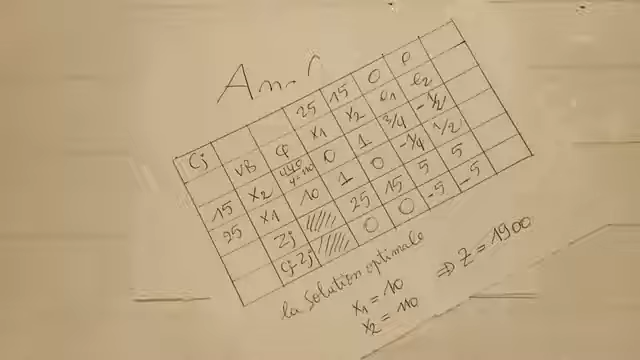 25 15 0 0
Cj VB φ x1 x2 e1 e2
15 x2 110 0 1 3/4 -1/2
25 x1 10 1 0 -1/4 1/2
Zj 25 15 5 5
Cj-Zj 0 0 -5 -5
la solution optimale
x1 = 10
x2 = 110 ⇒ Z = 1900